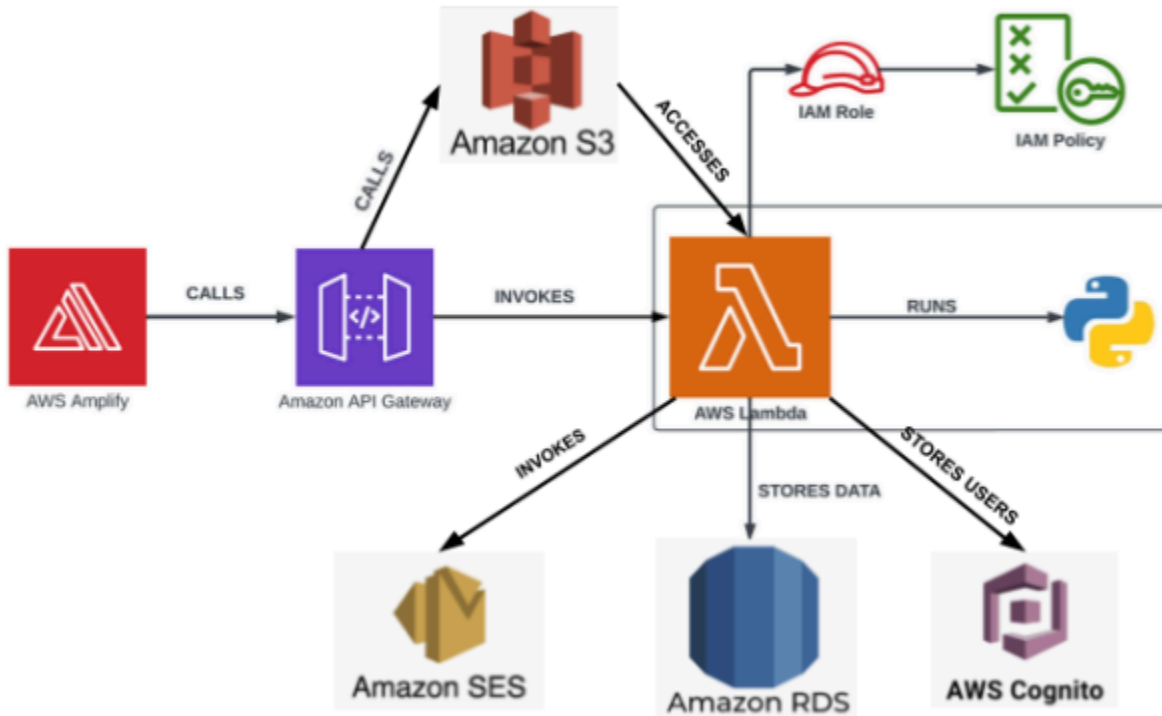 Amazon S3
IAM Role
IAM Policy
CALLS
ACCESSES
CALLS
INVOKES
RUNS
</>
AWS Amplify
Amazon API Gateway
AWS Lambda
INVOKES
STORES DATA
STORES USERS
Amazon SES
Amazon RDS
AWS Cognito